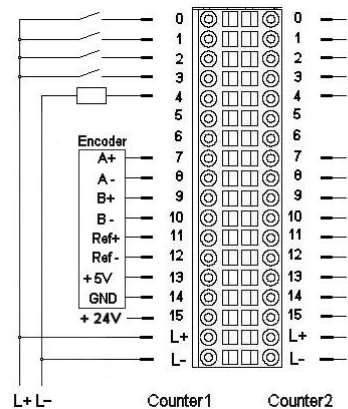 0 0
1 1
2 2
3 3
4 4
5 5
6 6
Encoder
A+ 7 7
A- 8 8
B+ 9 9
B- 10 10
Ref+ 11 11
Ref- 12 12
+5V 13 13
GND 14 14
+24V 15 15
L+ L+
L- L-
L+ L- Counter1 Counter2